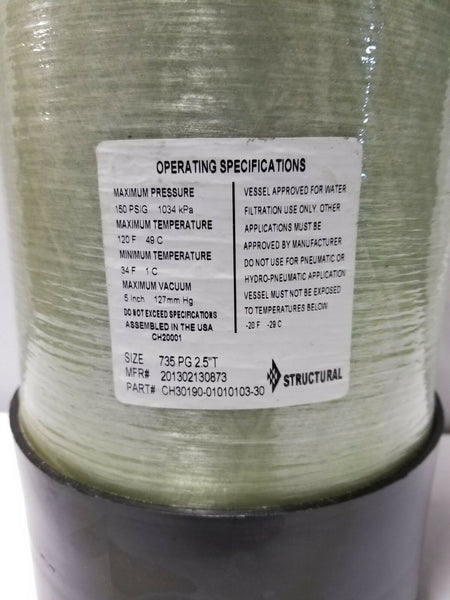 OPERATING SPECIFICATIONS
MAXIMUM PRESSURE
150 PSIG 1034 kPa
MAXIMUM TEMPERATURE
120 F 49 C
MINIMUM TEMPERATURE
34 F 1 C
MAXIMUM VACUUM
5 inch 127mm Hg
DO NOT EXCEED SPECIFICATIONS
ASSEMBLED IN THE USA
CH20001
VESSEL APPROVED FOR WATER
FILTRATION USE ONLY. OTHER
APPLICATIONS MUST BE
APPROVED BY MANUFACTURER
DO NOT USE FOR PNEUMATIC OR
HYDRO-PNEUMATIC APPLICATION
VESSEL MUST NOT BE EXPOSED
TO TEMPERATURES BELOW
-20 F -29 C
SIZE 735 PG 2.5"T
MFR# 201302130873
PART# CH30190-01010103-30
STRUCTURAL